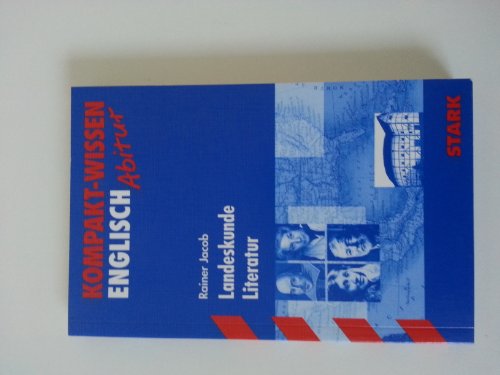 KOMPAKT-WISSEN
ENGLISCH
Abitur
Rainer Jacob
Landeskunde
Literatur
STARK